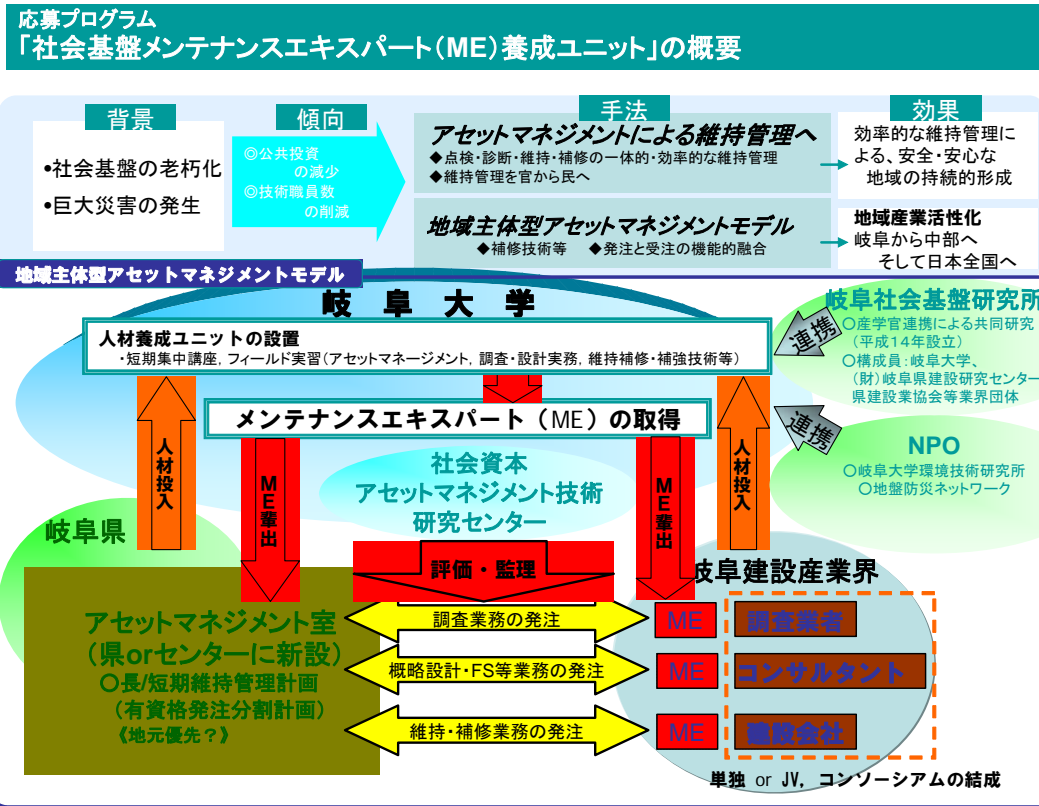 応募プログラム
「社会基盤メンテナンスエキスパート(ME)養成ユニット」の概要
背景
•社会基盤の老朽化
•巨大災害の発生
傾向
◎公共投資
の減少
◎技術職員数
の削減
手法
アセットマネジメントによる維持管理へ
◆点検・診断・維持・補修の一体的・効率的な維持管理
◆維持管理を官から民へ
地域主体型アセットマネジメントモデル
◆補修技術等　◆発注と受注の機能的融合
効果
効率的な維持管理に
よる、安全・安心な
地域の持続的形成
地域産業活性化
岐阜から中部へ
そして日本全国へ
地域主体型アセットマネジメントモデル
岐 阜 大 学
人材養成ユニットの設置
・短期集中講座, フィールド実習(アセットマネージメント, 調査・設計実務, 維持補修・補強技術等)
メンテナンスエキスパート (ME) の取得
人材投入
ME輩出
社会資本
アセットマネジメント技術
研究センター
ME輩出
人材投入
連携
岐阜社会基盤研究所
○産学官連携による共同研究
(平成14年設立)
○構成員:岐阜大学、
(財)岐阜県建設研究センター
県建設業協会等業界団体
連携
NPO
○岐阜大学環境技術研究所
○地盤防災ネットワーク
岐阜県
アセットマネジメント室
(県orセンターに新設)
○長/短期維持管理計画
(有資格発注分割計画)
《地元優先?》
評価・監理
調査業務の発注
概略設計・FS等業務の発注
維持・補修業務の発注
岐阜建設産業界
ME 調査業者
ME コンサルタント
ME 建設会社
単独 or JV, コンソーシアムの結成